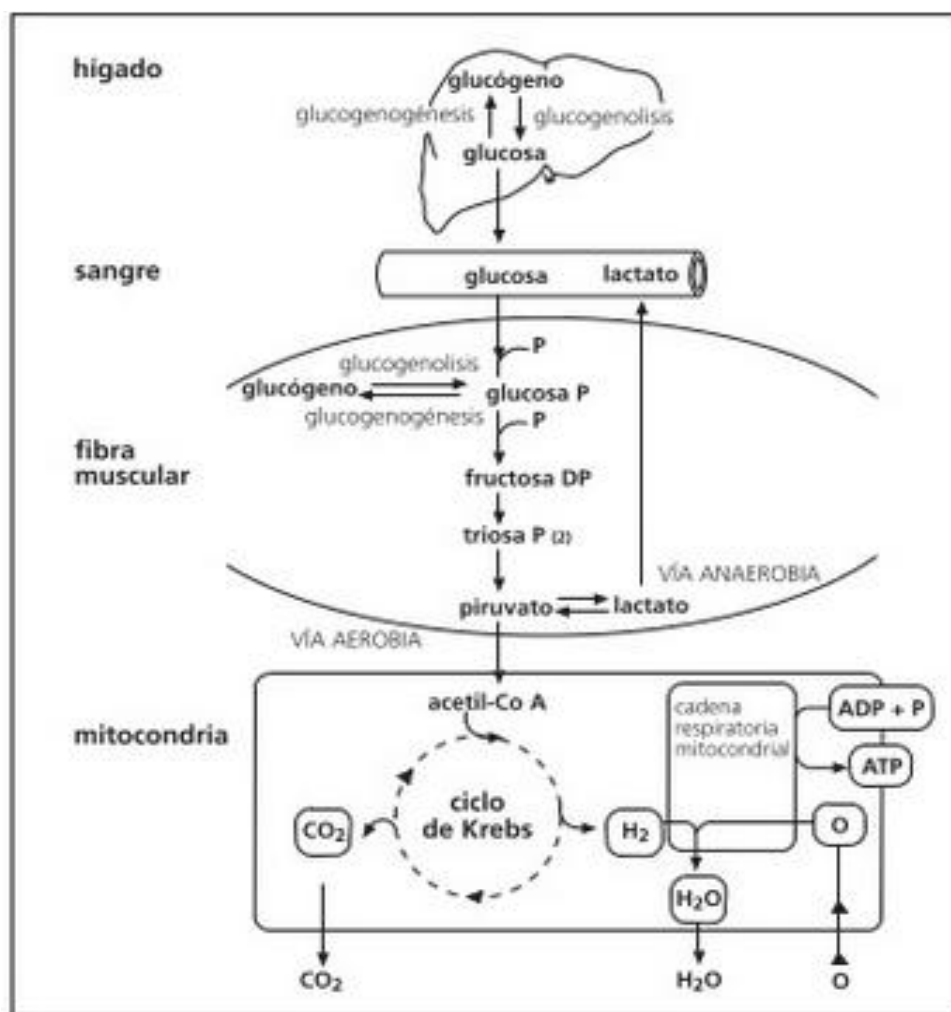 hígado
glucógeno
glucogenogénesis
glucogenolisis
glucosa
sangre
glucosa
lactato
P
glucogenolisis
glucógeno
glucosa P
glucogenogénesis
P
fibra
muscular
fructosa DP
triosa P (2)
VÍA ANAEROBIA
piruvato
lactato
VÍA AEROBIA
acetil-Co A
cadena
respiratoria
mitocondrial
ADP + P
mitocondria
ATP
ciclo
de Krebs
CO₂
H₂
O
H₂O
CO₂
H₂O
O